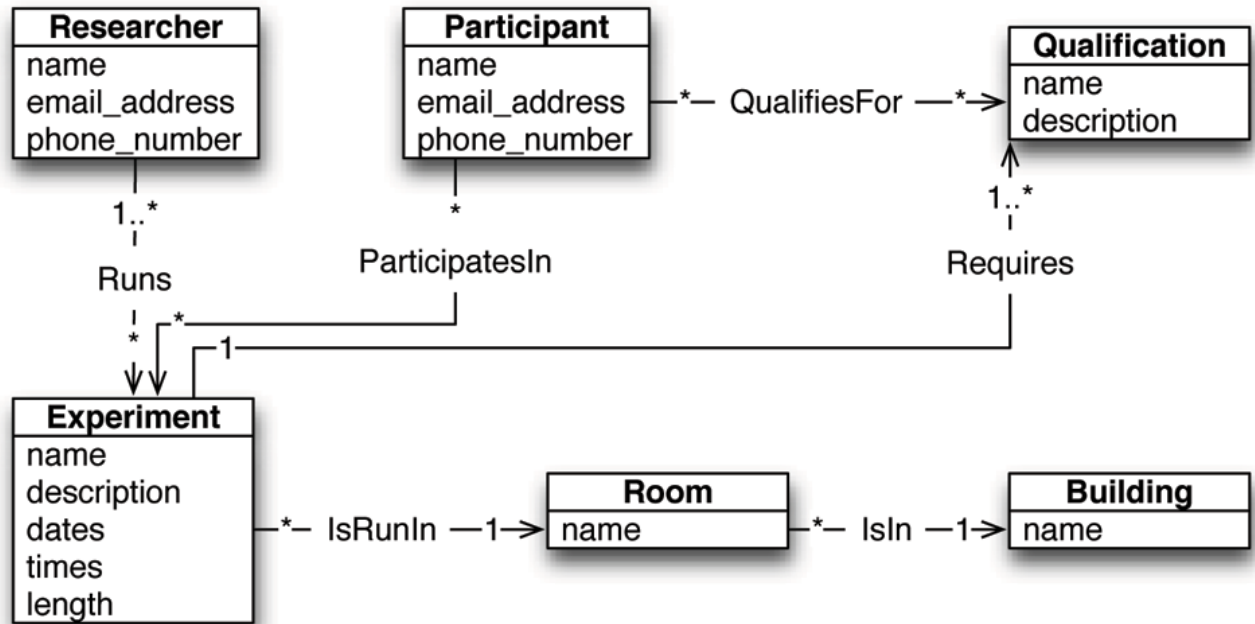 Researcher
name
email_address
phone_number
Participant
name
email_address
phone_number
* QualifiesFor *
Qualification
name
description
1..*
Runs
*
*
ParticipatesIn
*
1..*
Requires
1
Experiment
name
description
dates
times
length
* IsRunIn 1
Room
name
* IsIn 1
Building
name